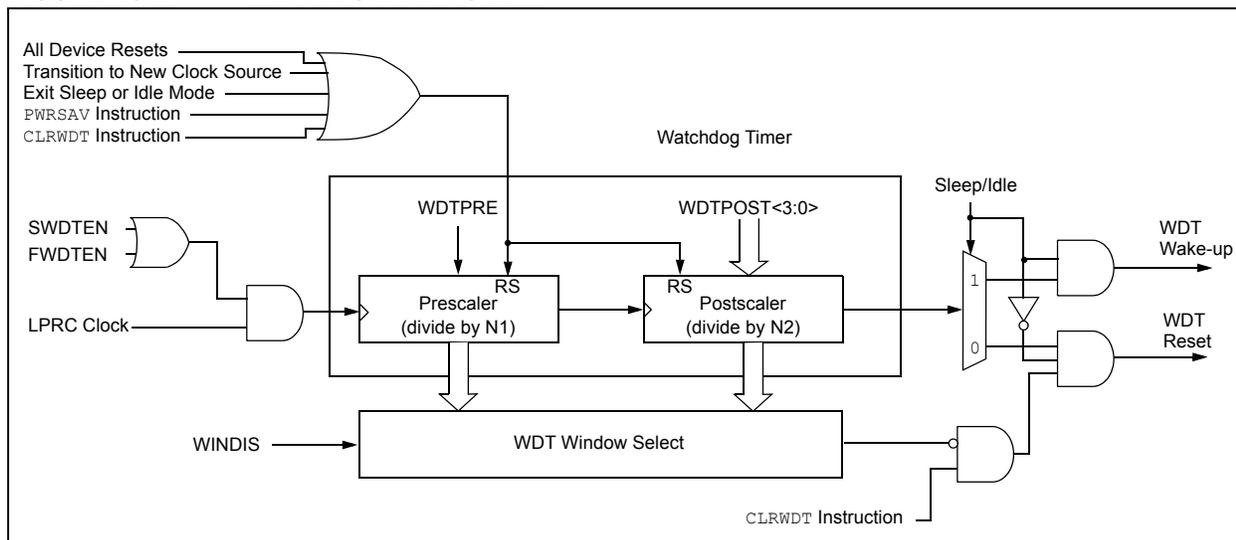 All Device Resets
Transition to New Clock Source
Exit Sleep or Idle Mode
PWRSAV Instruction
CLRWDT Instruction
Watchdog Timer
Sleep/Idle
WDTPRE
WDTPOST<3:0>
SWDTEN
FWDTEN
WDT
Wake-up
RS
RS
Prescaler
(divide by N1)
Postscaler
(divide by N2)
1
LPRC Clock
WDT
Reset
0
WINDIS
WDT Window Select
CLRWDT Instruction